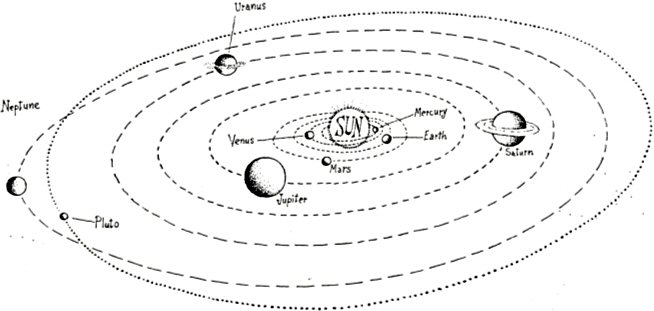 Uranus
Neptune
Mercury
SUN
Venus
Earth
Saturn
Mars
Jupiter
Pluto